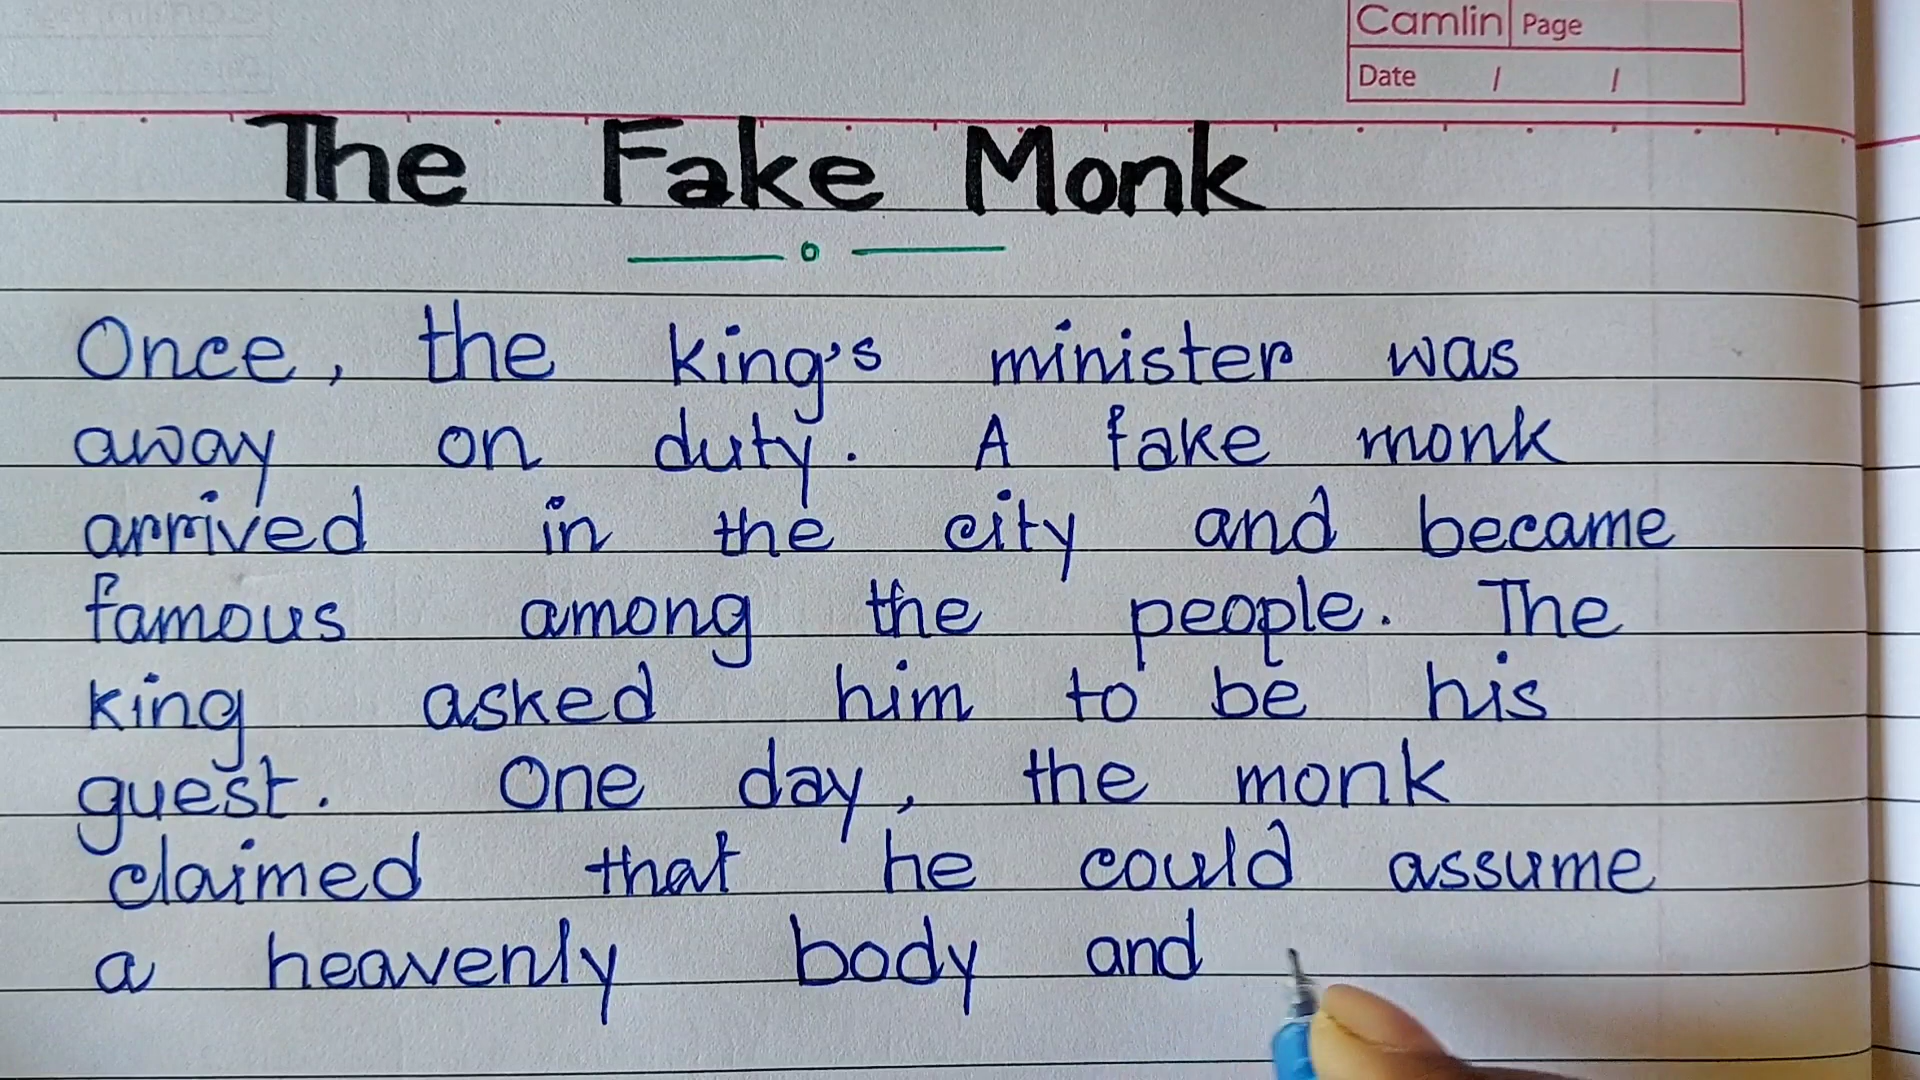 Camlin Page
Date / /
The Fake Monk
Once, the king's minister was
away on duty. A fake monk
arrived in the city and became
famous among the people. The
king asked him to be his
guest. One day, the monk
claimed that he could assume
a heavenly body and